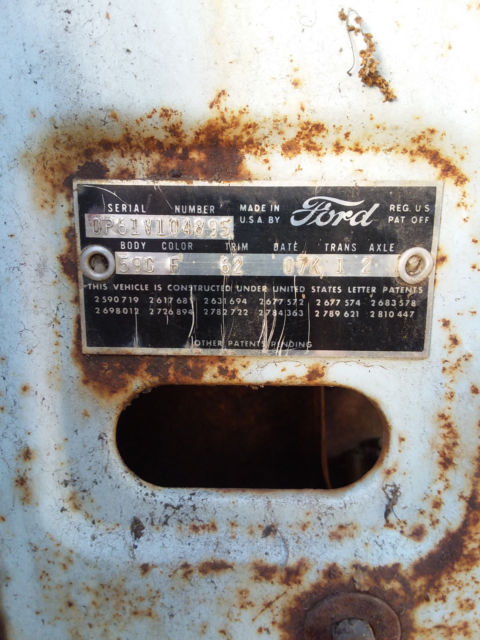 SERIAL NUMBER MADE IN U.S.A. BY Ford REG. U.S. PAT OFF
0P61V104895
BODY COLOR TRIM DATE TRANS AXLE
59C F 62 07K 1 2
THIS VEHICLE IS CONSTRUCTED UNDER UNITED STATES LETTER PATENTS
2 590 719 2 617 681 2 631 694 2 677 572 2 677 574 2 683 578
2 698 012 2 726 894 2 782 722 2 784 363 2 789 621 2 810 447
OTHER PATENTS PENDING